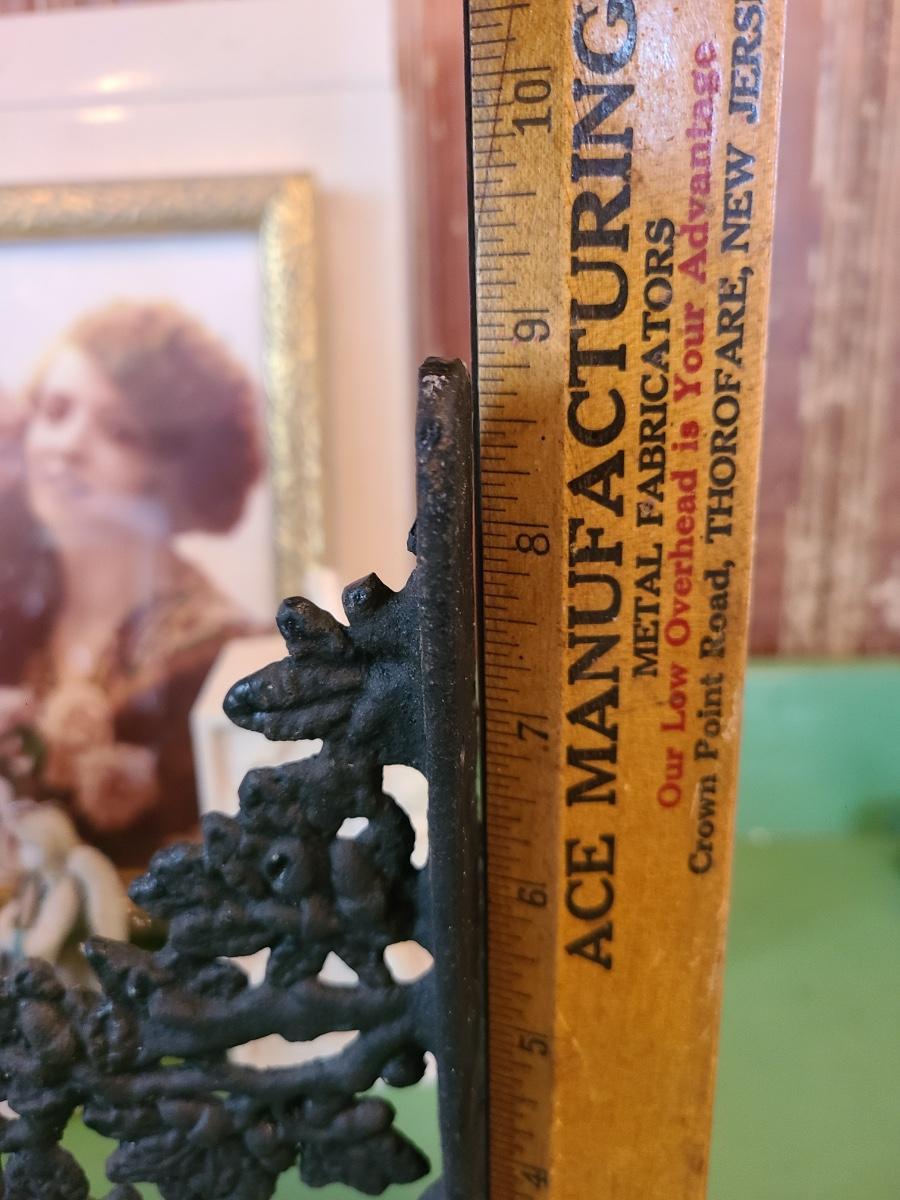 10
9
8
7
6
5
4
ACE MANUFACTURING
METAL FABRICATORS
Our Low Overhead is Your Advantage
Crown Point Road, THOROFARE, NEW JERS